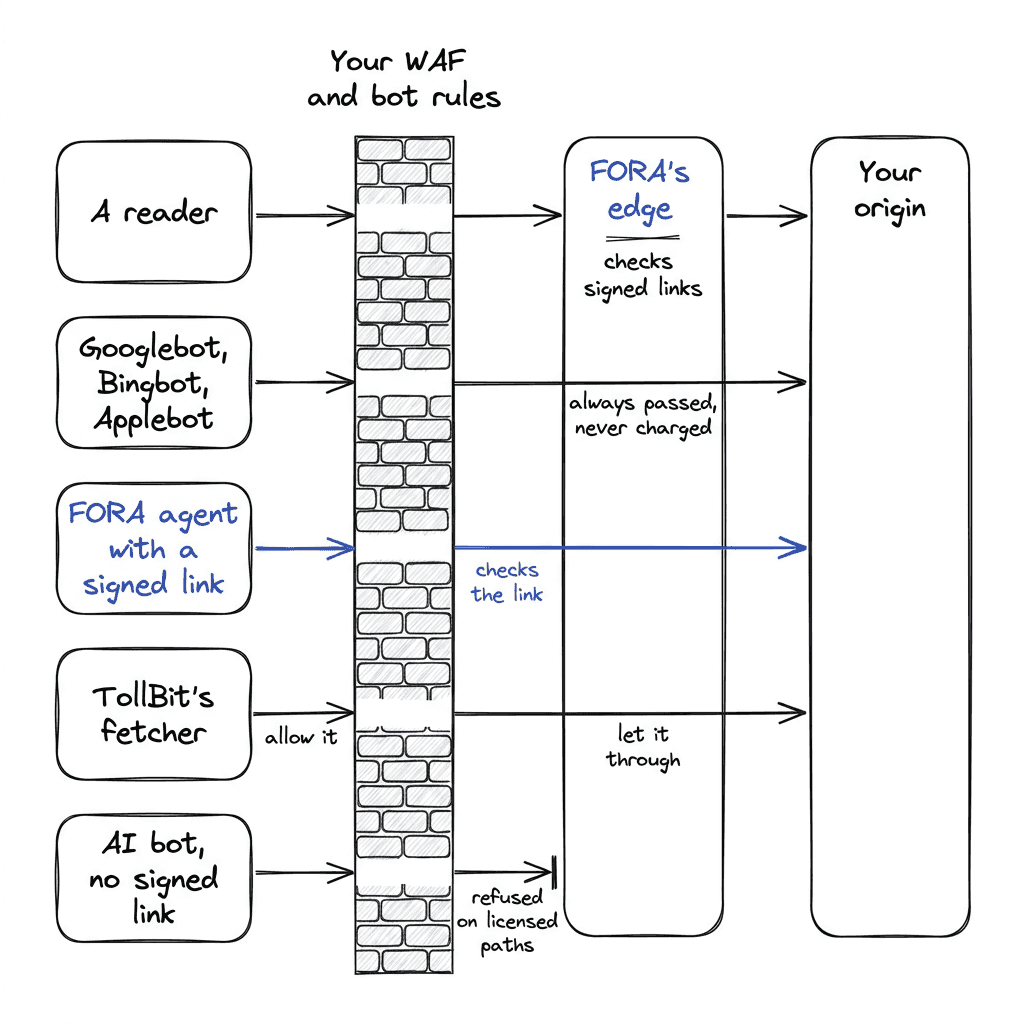 Your WAF
and bot rules
A reader
FORA's
edge
checks
signed links
Your
origin
Googlebot,
Bingbot,
Applebot
always passed,
never charged
FORA agent
with a
signed link
checks
the link
TollBit's
fetcher
allow it
let it
through
AI bot,
no signed
link
refused
on licensed
paths